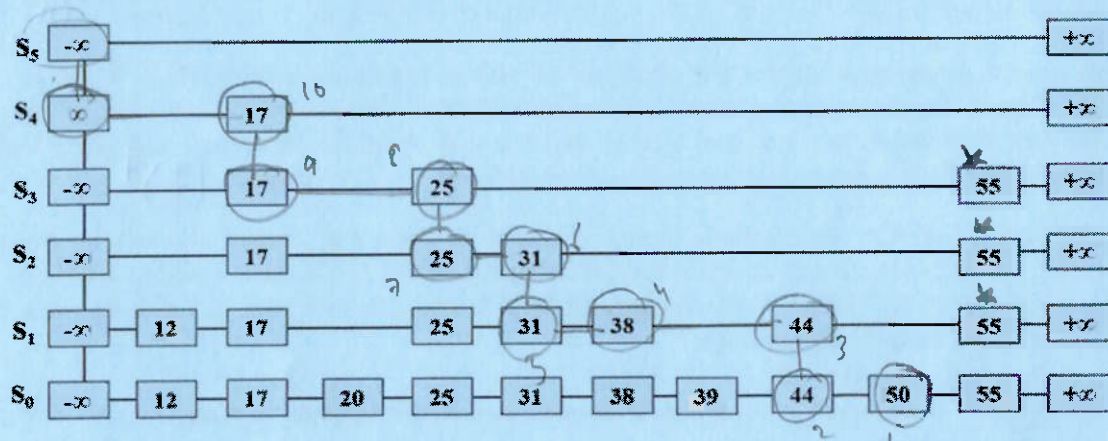 S5 -∞ +∞
S4 ∞ 17 10 +∞
S3 -∞ 17 9 8 25 55 +∞
S2 -∞ 17 7 25 31 55 +∞
S1 -∞ 12 17 25 31 38 4 44 3 55 +∞
S0 -∞ 12 17 20 25 31 5 38 39 44 2 50 1 55 +∞